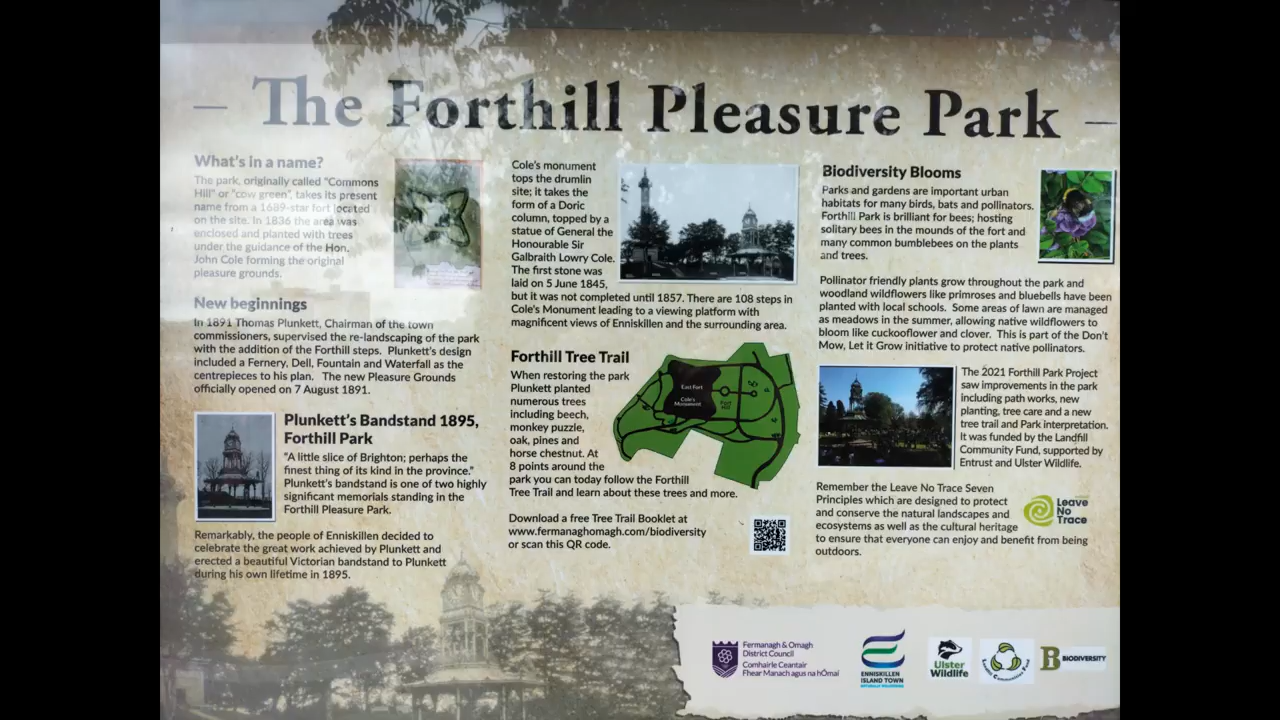 The Forthill Pleasure Park
What's in a name?
The park, originally called "Commons
Hill" or "cow green", takes its present
name from a 1689-star fort located
on the site. In 1836 the area was
enclosed and planted with trees
under the guidance of the Hon.
John Cole forming the original
pleasure grounds.
New beginnings
In 1891 Thomas Plunkett, Chairman of the town
commissioners, supervised the re-landscaping of the park
with the addition of the Forthill steps. Plunkett's design
included a Fernery, Dell, Fountain and Waterfall as the
centrepieces to his plan. The new Pleasure Grounds
officially opened on 7 August 1891.
Plunkett's Bandstand 1895,
Forthill Park
"A little slice of Brighton; perhaps the
finest thing of its kind in the province."
Plunkett's bandstand is one of two highly
significant memorials standing in the
Forthill Pleasure Park.
Remarkably, the people of Enniskillen decided to
celebrate the great work achieved by Plunkett and
erected a beautiful Victorian bandstand to Plunkett
during his own lifetime in 1895.
Cole's monument
tops the drumlin
site; it takes the
form of a Doric
column, topped by a
statue of General the
Honourable Sir
Galbraith Lowry Cole.
The first stone was
laid on 5 June 1845,
but it was not completed until 1857. There are 108 steps in
Cole's Monument leading to a viewing platform with
magnificent views of Enniskillen and the surrounding area.
Forthill Tree Trail
When restoring the park
Plunkett planted
numerous trees
including beech,
monkey puzzle,
oak, pines and
horse chestnut. At
8 points around the
park you can today follow the Forthill
Tree Trail and learn about these trees and more.
East Fort
Cole's
Monument
Download a free Tree Trail Booklet at
www.fermanaghomagh.com/biodiversity
or scan this QR code.
Biodiversity Blooms
Parks and gardens are important urban
habitats for many birds, bats and pollinators.
Forthill Park is brilliant for bees; hosting
solitary bees in the mounds of the fort and
many common bumblebees on the plants
and trees.
Pollinator friendly plants grow throughout the park and
woodland wildflowers like primroses and bluebells have been
planted with local schools. Some areas of lawn are managed
as meadows in the summer, allowing native wildflowers to
bloom like cuckooflower and clover. This is part of the Don't
Mow, Let it Grow initiative to protect native pollinators.
The 2021 Forthill Park Project
saw improvements in the park
including path works, new
planting, tree care and a new
tree trail and Park interpretation.
It was funded by the Landfill
Community Fund, supported by
Entrust and Ulster Wildlife.
Remember the Leave No Trace Seven
Principles which are designed to protect
and conserve the natural landscapes and
ecosystems as well as the cultural heritage
to ensure that everyone can enjoy and benefit from being
outdoors.
Leave
No
Trace
Fermanagh & Omagh
District Council
Comhairle Ceantair
Fhear Manach agus na hÓmaí
ENNISKILLEN
ISLAND TOWN
Ulster
Wildlife
BIODIVERSITY